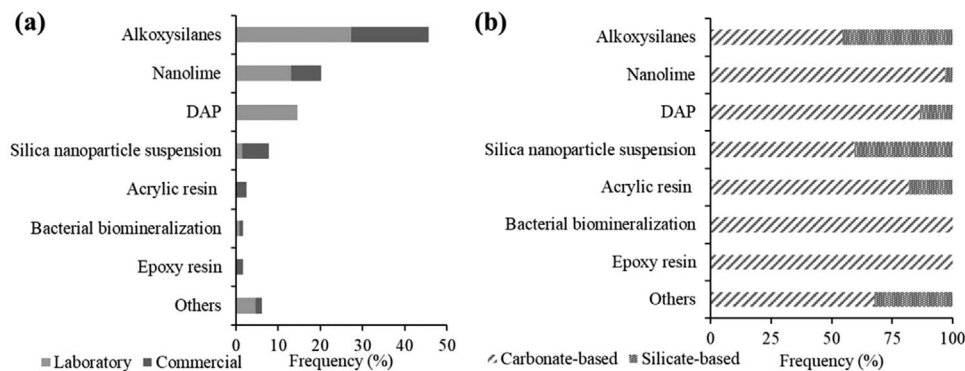 (a)
Alkoxysilanes
Nanolime
DAP
Silica nanoparticle suspension
Acrylic resin
Bacterial biomineralization
Epoxy resin
Others
0 10 20 30 40 50
Laboratory Commercial Frequency (%)
(b)
Alkoxysilanes
Nanolime
DAP
Silica nanoparticle suspension
Acrylic resin
Bacterial biomineralization
Epoxy resin
Others
0 25 50 75 100
Carbonate-based Silicate-based
Frequency (%)